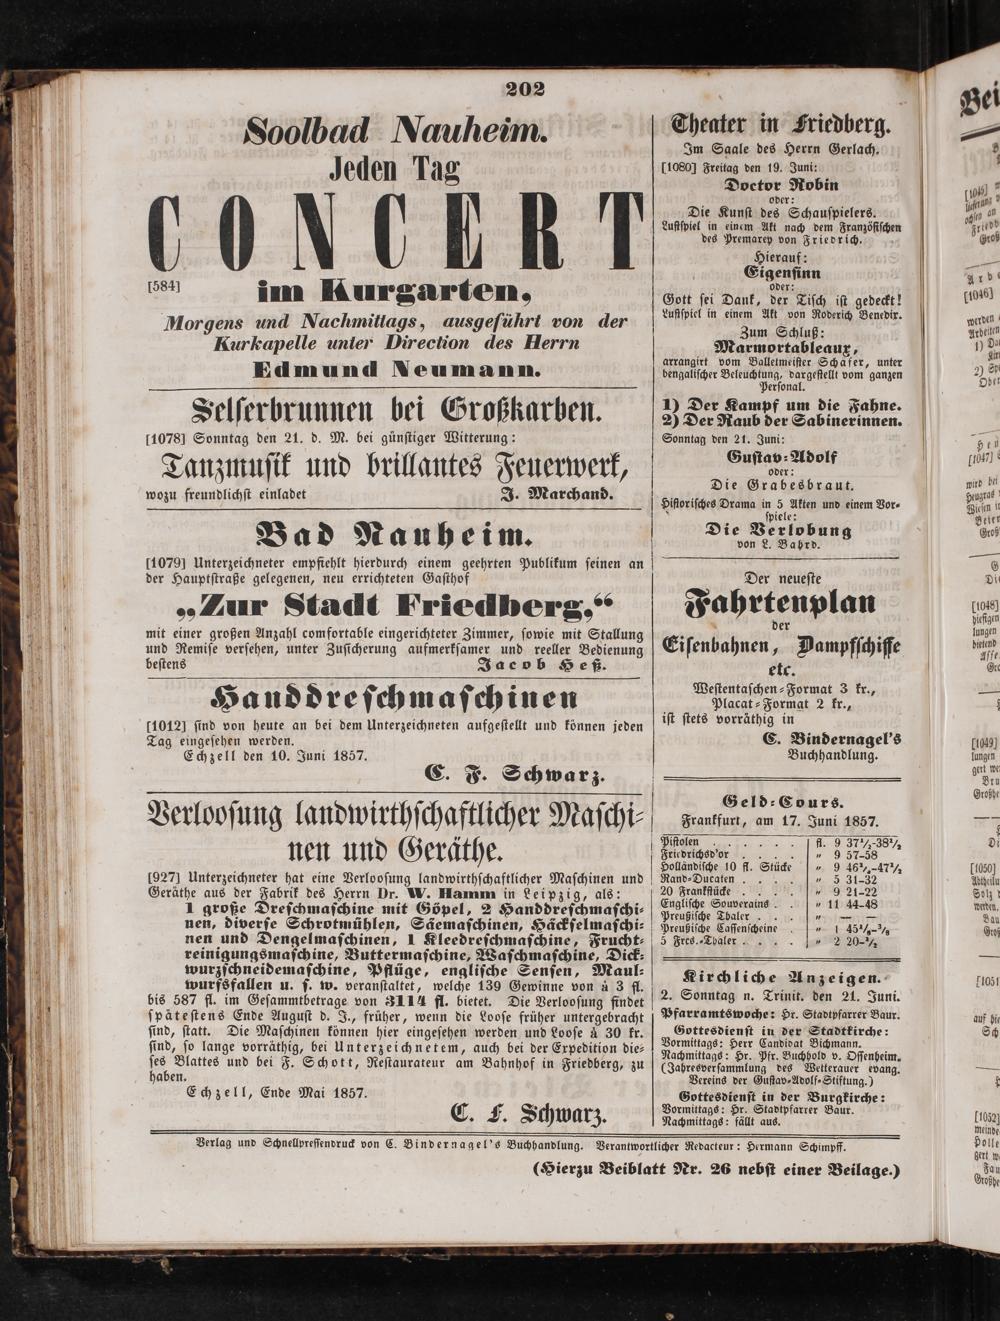 202
Soolbad Nauheim.
Jeden Tag
CONCERT
[584] im Kurgarten,
Morgens und Nachmittags, ausgeführt von der
Kurkapelle unter Direction des Herrn
Edmund Neumann.
Selserbrunnen bei Großkarben.
[1078] Sonntag den 21. d. M. bei günstiger Witterung:
Tanzmusik und brillantes Feuerwerk,
wozu freundlichst einladet J. Marchand.
Bad Nauheim.
[1079] Unterzeichneter empfiehlt hierdurch einem geehrten Publikum seinen an
der Hauptstraße gelegenen, neu errichteten Gasthof
„Zur Stadt Friedberg,“
mit einer großen Anzahl comfortable eingerichteter Zimmer, sowie mit Stallung
und Remise versehen, unter Zusicherung aufmerksamer und reeller Bedienung
bestens Jacob Heß.
Handdreschmaschinen
[1012] sind von heute an bei dem Unterzeichneten aufgestellt und können jeden
Tag eingesehen werden.
Echzell den 10. Juni 1857.
C. F. Schwarz.
Verloosung landwirthschaftlicher Maschi-
nen und Geräthe.
[927] Unterzeichneter hat eine Verloosung landwirthschaftlicher Maschinen und
Geräthe aus der Fabrik des Herrn Dr. W. Hamm in Leipzig, als:
1 große Dreschmaschine mit Göpel, 2 Handdreschmaschi-
nen, diverse Schrotmühlen, Säemaschinen, Häckselmaschi-
nen und Dengelmaschinen, 1 Kleedreschmaschine, Frucht-
reinigungsmaschine, Buttermaschine, Waschmaschine, Dick-
wurzschneidemaschine, Pflüge, englische Sensen, Maul-
wurfsfallen u. s. w. veranstaltet, welche 139 Gewinne von à 3 fl.
bis 587 fl. im Gesammtbetrage von 3114 fl. bietet. Die Verloosung findet
spätestens Ende August d. J., früher, wenn die Loose früher untergebracht
sind, statt. Die Maschinen können hier eingesehen werden und Loose à 30 kr.
sind, so lange vorräthig, bei Unterzeichnetem, auch bei der Expedition die-
ses Blattes und bei F. Schott, Restaurateur am Bahnhof in Friedberg, zu
haben.
Echzell, Ende Mai 1857.
C. F. Schwarz.
Theater in Friedberg.
Im Saale des Herrn Gerlach.
[1080] Freitag den 19. Juni:
Doctor Robin
oder:
Die Kunst des Schauspielers.
Lustspiel in einem Akt nach dem Französischen
des Premarey von Friedrich.
Hierauf:
Eigensinn
oder:
Gott sei Dank, der Tisch ist gedeckt!
Lustspiel in einem Akt von Roderich Benedir.
Zum Schluß:
Marmortableaux,
arrangirt vom Balletmeister Schäfer, unter
bengalischer Beleuchtung, dargestellt vom ganzen
Personal.
1) Der Kampf um die Fahne.
2) Der Raub der Sabinerinnen.
Sonntag den 21. Juni:
Gustav-Adolf
oder:
Die Grabesbraut.
Historisches Drama in 5 Akten und einem Vor-
spiele:
Die Verlobung
von L. Bahrd.
Der neueste
Fahrtenplan
der
Eisenbahnen, Dampfschiffe
etc.
Westentaschen-Format 3 kr.,
Placat-Format 2 kr.,
ist stets vorräthig in
C. Bindernagel's
Buchhandlung.
Geld-Cours.
Frankfurt, am 17. Juni 1857.
Pistolen . . . . . . fl. 9 37½-38½
Friedrichsd'or . . . . „ 9 57-58
Holländische 10 fl. Stücke „ 9 46½-47½
Rand-Ducaten . . . . „ 5 31-32
20 Frankstücke . . . . „ 9 21-22
Englische Souverains . . „ 11 44-48
Preußische Thaler . . . „ — —
Preußische Cassenscheine . „ 1 45⅛-⅜
5 Frcs.-Thaler . . . . „ 2 20-½
Kirchliche Anzeigen.
2. Sonntag n. Trinit. den 21. Juni.
Pfarramtswoche: Hr. Stadtpfarrer Baur.
Gottesdienst in der Stadtkirche:
Vormittags: Herr Candidat Bichmann.
Nachmittags: Hr. Pfr. Buchhold v. Ossenheim.
(Jahresversammlung des Wetterauer evang.
Vereins der Gustav-Adolf-Stiftung.)
Gottesdienst in der Burgkirche:
Vormittags: Hr. Stadtpfarrer Baur.
Nachmittags: fällt aus.
Verlag und Schnellpressendruck von C. Bindernagel's Buchhandlung. Verantwortlicher Redacteur: Hermann Schimpff.
(Hierzu Beiblatt Nr. 26 nebst einer Beilage.)
Bei
[1045]
[1046]
werden
Arbeiten
1)
2)
[1047]
wird bei
[1048]
hiesigen
lungen
bietend
[1049]
lungen
[1050]
werden.
[1051]
[1052]